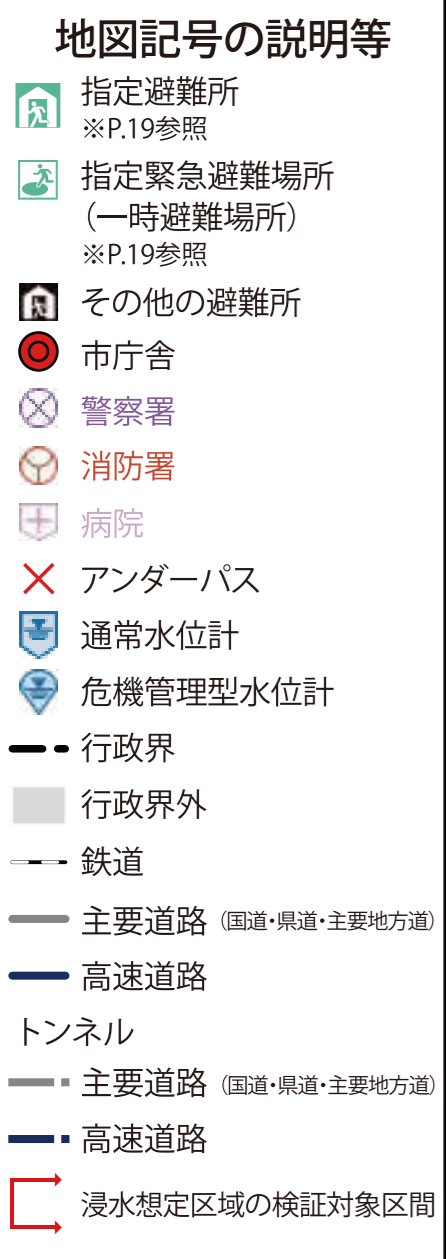 地図記号の説明等
指定避難所
※P.19参照
指定緊急避難場所
（一時避難場所）
※P.19参照
その他の避難所
市庁舎
警察署
消防署
病院
アンダーパス
通常水位計
危機管理型水位計
行政界
行政界外
鉄道
主要道路（国道・県道・主要地方道）
高速道路
トンネル
主要道路（国道・県道・主要地方道）
高速道路
浸水想定区域の検証対象区間